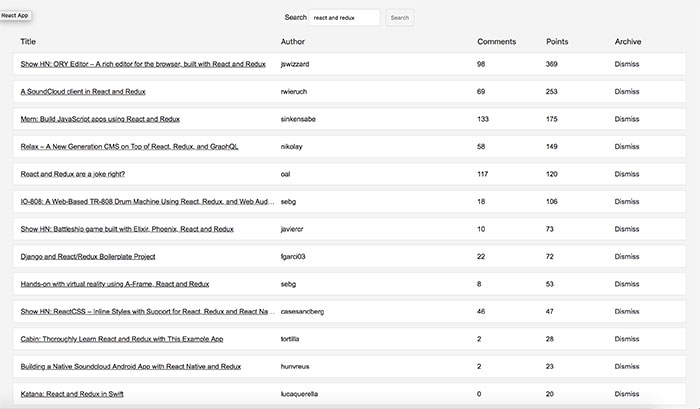 React App
Search react and redux Search
Title Author Comments Points Archive
Show HN: ORY Editor – A rich editor for the browser, built with React and Redux jswizzard 98 369 Dismiss
A SoundCloud client in React and Redux rwieruch 69 253 Dismiss
Mern: Build JavaScript apps using React and Redux sinkensabe 133 175 Dismiss
Relax – A New Generation CMS on Top of React, Redux, and GraphQL nikolay 58 149 Dismiss
React and Redux are a joke right? oal 117 120 Dismiss
IO-808: A Web-Based TR-808 Drum Machine Using React, Redux, and Web Aud... sebg 18 106 Dismiss
Show HN: Battleship game built with Elixir, Phoenix, React and Redux javiercr 10 73 Dismiss
Django and React/Redux Boilerplate Project fgarci03 22 72 Dismiss
Hands-on with virtual reality using A-Frame, React and Redux sebg 8 53 Dismiss
Show HN: ReactCSS – Inline Styles with Support for React, Redux and React Na... casesandberg 46 47 Dismiss
Cabin: Thoroughly Learn React and Redux with This Example App tortilla 2 28 Dismiss
Building a Native Soundcloud Android App with React Native and Redux hunvreus 2 23 Dismiss
Katana: React and Redux in Swift lucaquerella 0 20 Dismiss